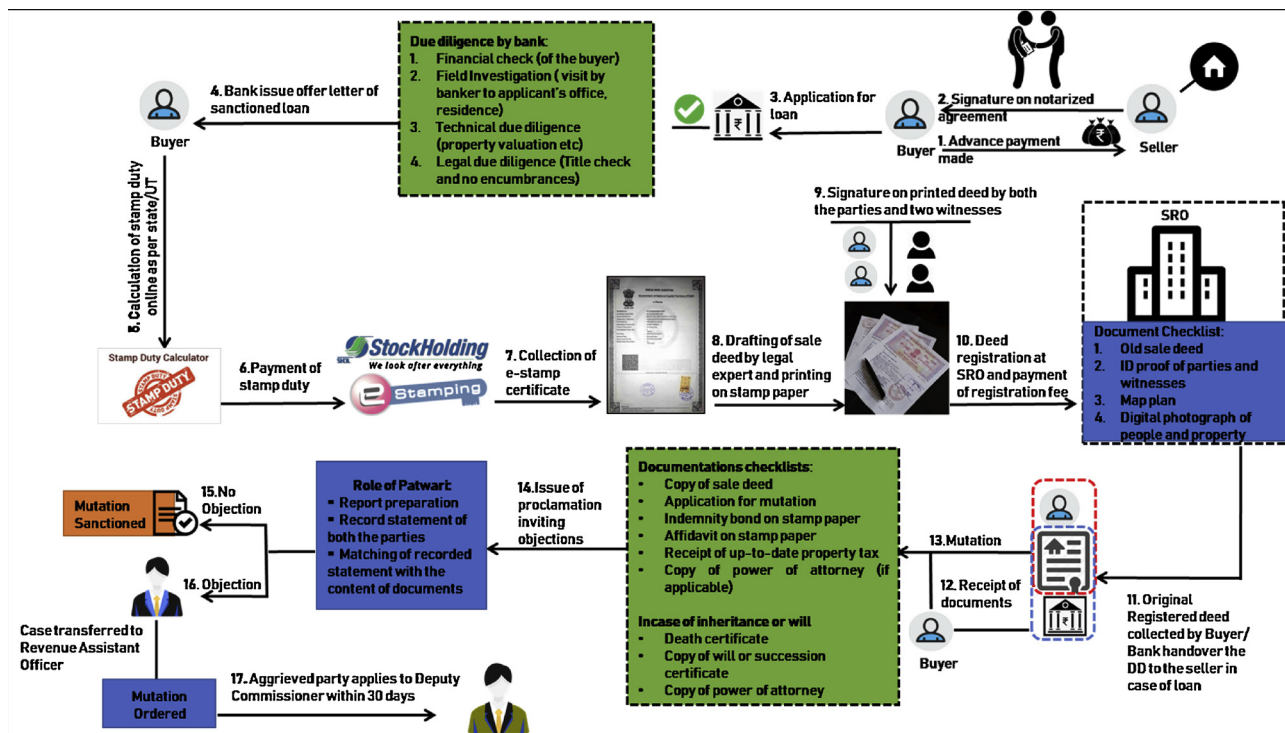 Due diligence by bank:
1. Financial check (of the buyer)
2. Field Investigation ( visit by
banker to applicant's office,
residence)
3. Technical due diligence
(property valuation etc)
4. Legal due diligence (Title check
and no encumbrances)
4. Bank issue offer letter of
sanctioned loan
Buyer
3. Application for
loan
2. Signature on notarized
agreement
1. Advance payment
made
Buyer
Seller
5. Calculation of stamp duty
online as per state/UT
9. Signature on printed deed by both
the parties and two witnesses
SRO
Stamp Duty Calculator
STAMP DUTY
STAMP DUTY
STAMP DUTY
6.Payment of
stamp duty
SHCIL
StockHolding
We look after everything
e Stamping
7. Collection of
e-stamp
certificate
8. Drafting of sale
deed by legal
expert and printing
on stamp paper
10. Deed
registration at
SRO and payment
of registration fee
Document Checklist:
1. Old sale deed
2. ID proof of parties and
witnesses
3. Map plan
4. Digital photograph of
people and property
Mutation
Sanctioned
15.No
Objection
16. Objection
Role of Patwari:
▪ Report preparation
▪ Record statement of
both the parties
▪ Matching of recorded
statement with the
content of documents
14.Issue of
proclamation
inviting
objections
Documentations checklists:
• Copy of sale deed
• Application for mutation
• Indemnity bond on stamp paper
• Affidavit on stamp paper
• Receipt of up-to-date property tax
• Copy of power of attorney (if
applicable)
Incase of inheritance or will
• Death certificate
• Copy of will or succession
certificate
• Copy of power of attorney
13.Mutation
12. Receipt of
documents
Buyer
11. Original
Registered deed
collected by Buyer/
Bank handover the
DD to the seller in
case of loan
Case transferred to
Revenue Assistant
Officer
Mutation
Ordered
17.. Aggrieved party applies to Deputy
Commissioner within 30 days